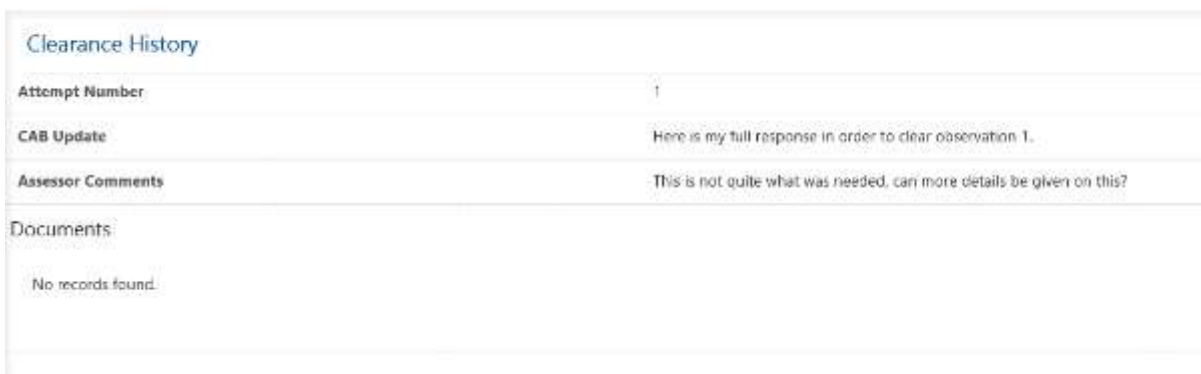 Clearance History
Attempt Number 1
CAB Update Here is my full response in order to clear observation 1.
Assessor Comments This is not quite what was needed, can more details be given on this?
Documents
No records found.